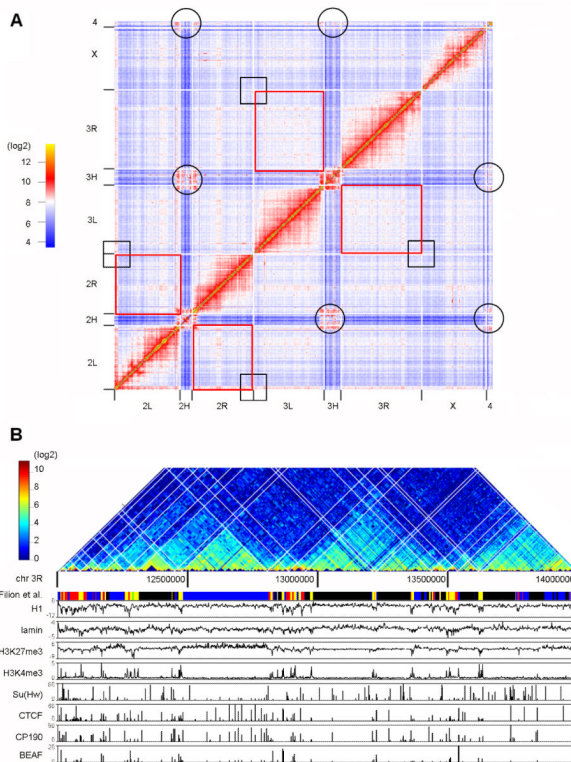 A
4
X
3R
(log2)
12
10
8
6
4
3H
3L
2R
2H
2L
2L 2H 2R 3L 3H 3R X 4
B
(log2)
10
8
6
4
2
0
chr 3R 12500000 13000000 13500000 14000000
Filion et al.
H1
lamin
H3K27me3
H3K4me3
Su(Hw)
CTCF
CP190
BEAF